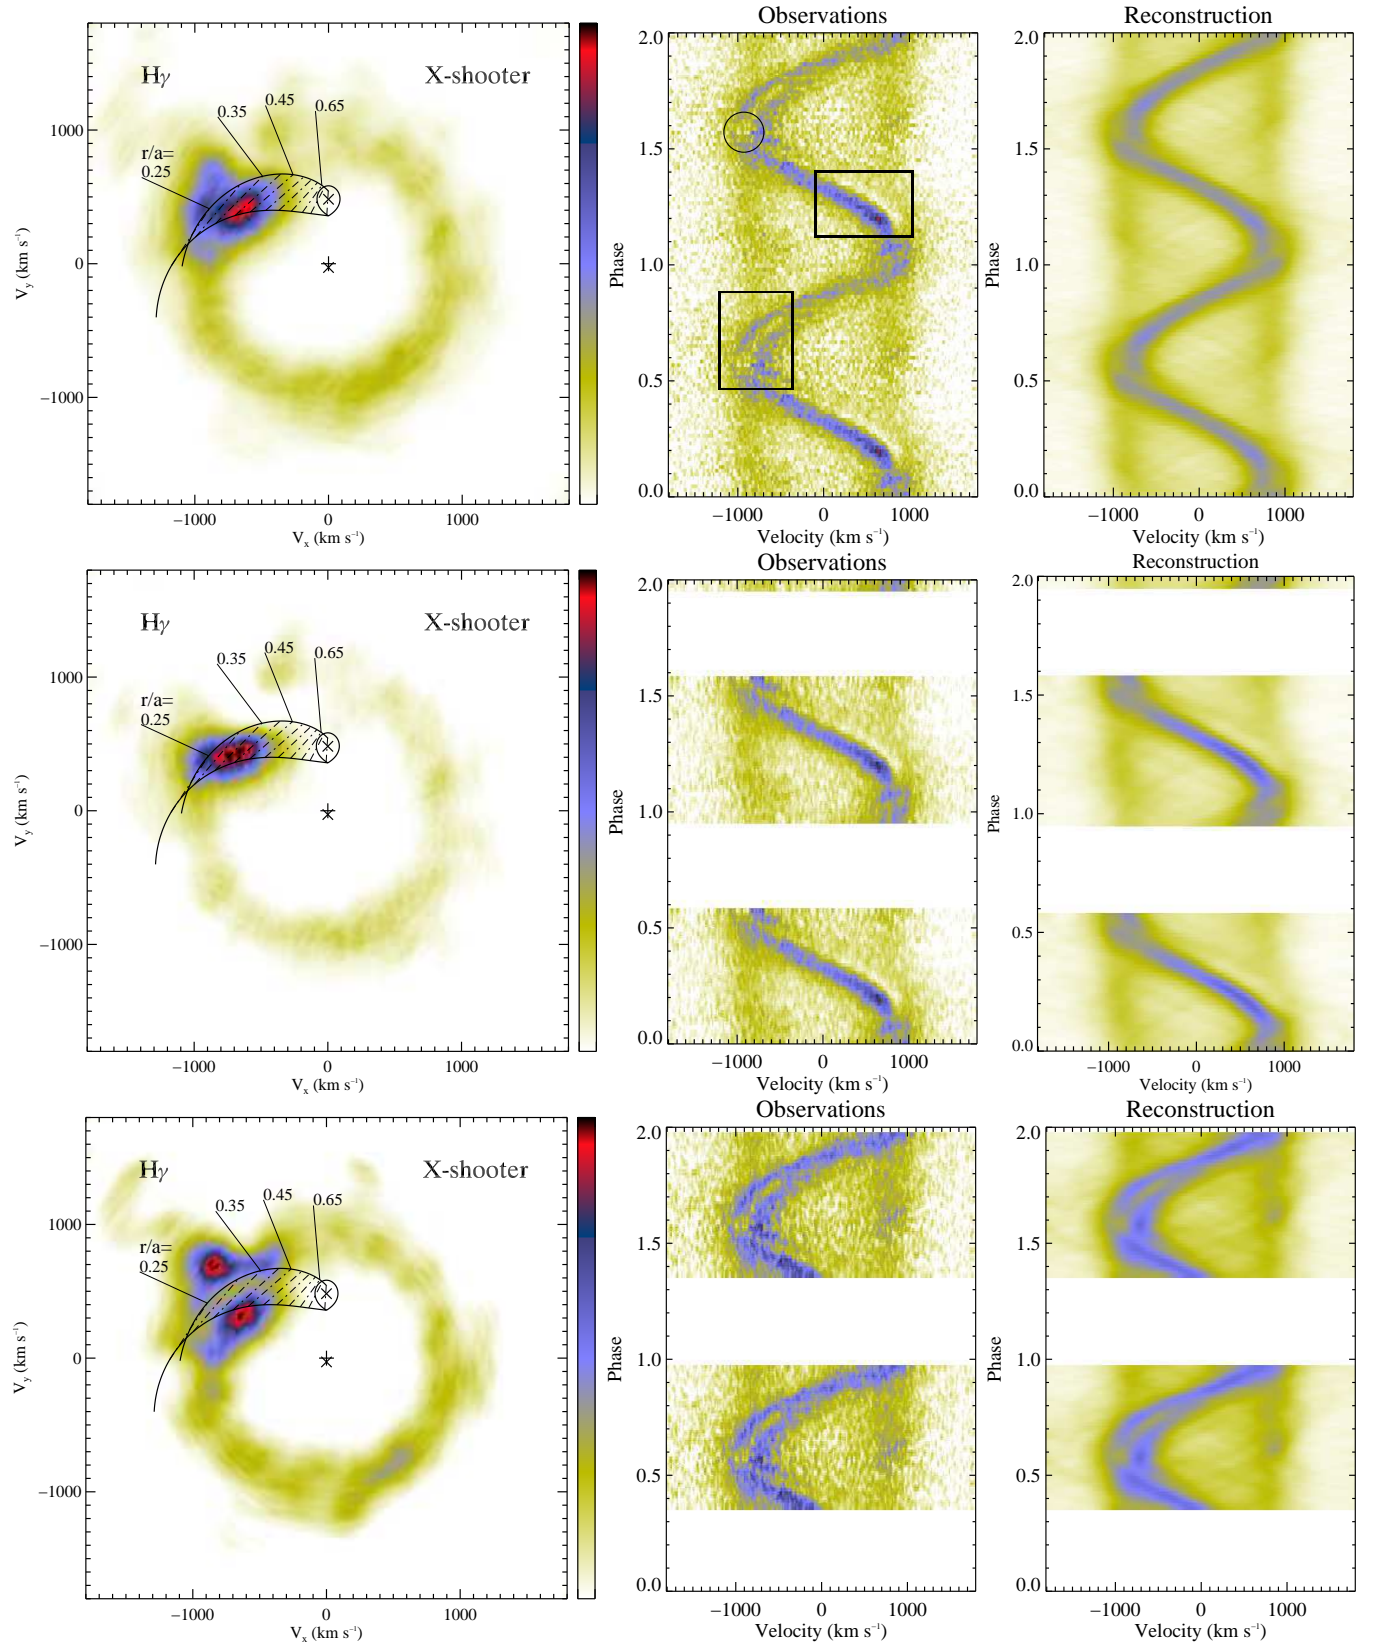 Observations
Reconstruction
Hγ
X-shooter
0.35
0.45
0.65
r/a=
0.25
1000
0
−1000
V_y (km s⁻¹)
−1000
0
1000
V_x (km s⁻¹)
2.0
1.5
1.0
0.5
0.0
Phase
−1000
0
1000
Velocity (km s⁻¹)
2.0
1.5
1.0
0.5
0.0
Phase
−1000
0
1000
Velocity (km s⁻¹)
Observations
Reconstruction
Hγ
X-shooter
0.35
0.45
0.65
r/a=
0.25
1000
0
−1000
V_y (km s⁻¹)
−1000
0
1000
V_x (km s⁻¹)
2.0
1.5
1.0
0.5
0.0
Phase
−1000
0
1000
Velocity (km s⁻¹)
2.0
1.5
1.0
0.5
0.0
Phase
−1000
0
1000
Velocity (km s⁻¹)
Observations
Reconstruction
Hγ
X-shooter
0.35
0.45
0.65
r/a=
0.25
1000
0
−1000
V_y (km s⁻¹)
−1000
0
1000
V_x (km s⁻¹)
2.0
1.5
1.0
0.5
0.0
Phase
−1000
0
1000
Velocity (km s⁻¹)
2.0
1.5
1.0
0.5
0.0
Phase
−1000
0
1000
Velocity (km s⁻¹)